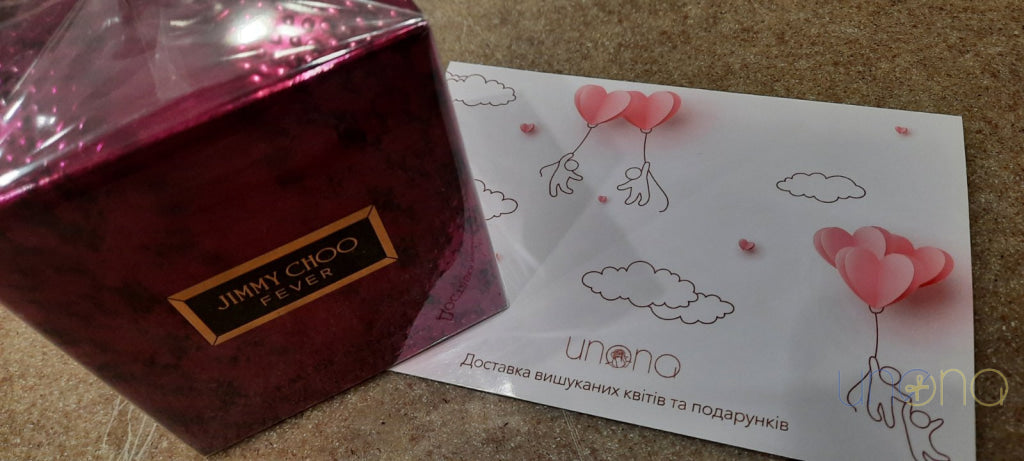 JIMMY CHOO
FEVER
unona
Доставка вишуканих квітів та подарунків
unona